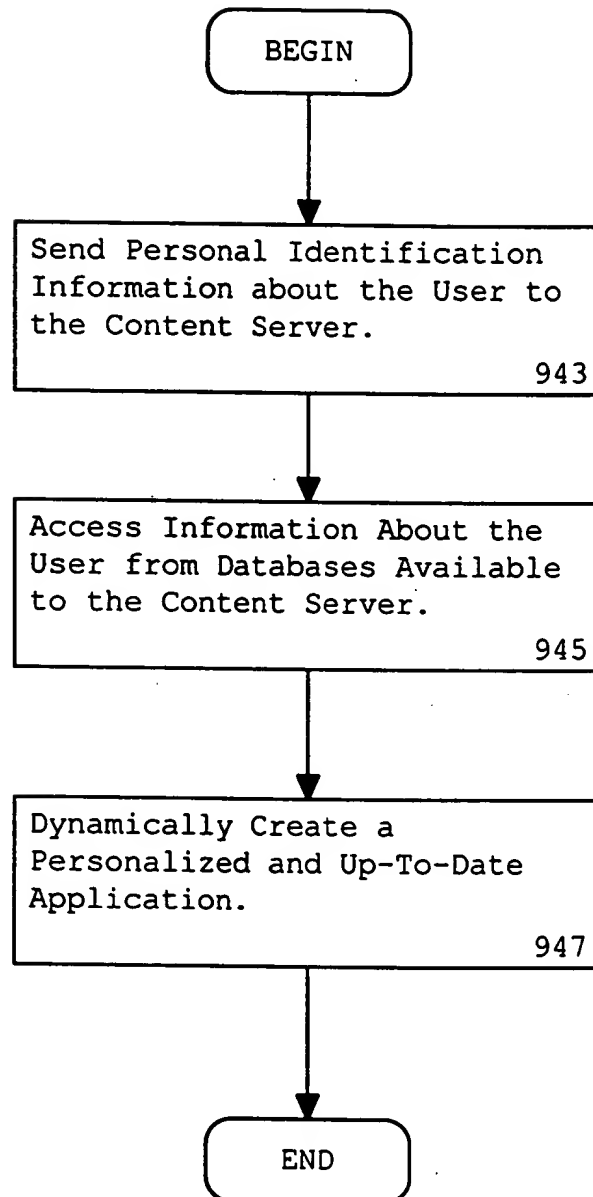 BEGIN
Send Personal Identification
Information about the User to
the Content Server.
943
Access Information About the
User from Databases Available
to the Content Server.
945
Dynamically Create a
Personalized and Up-To-Date
Application.
947
END